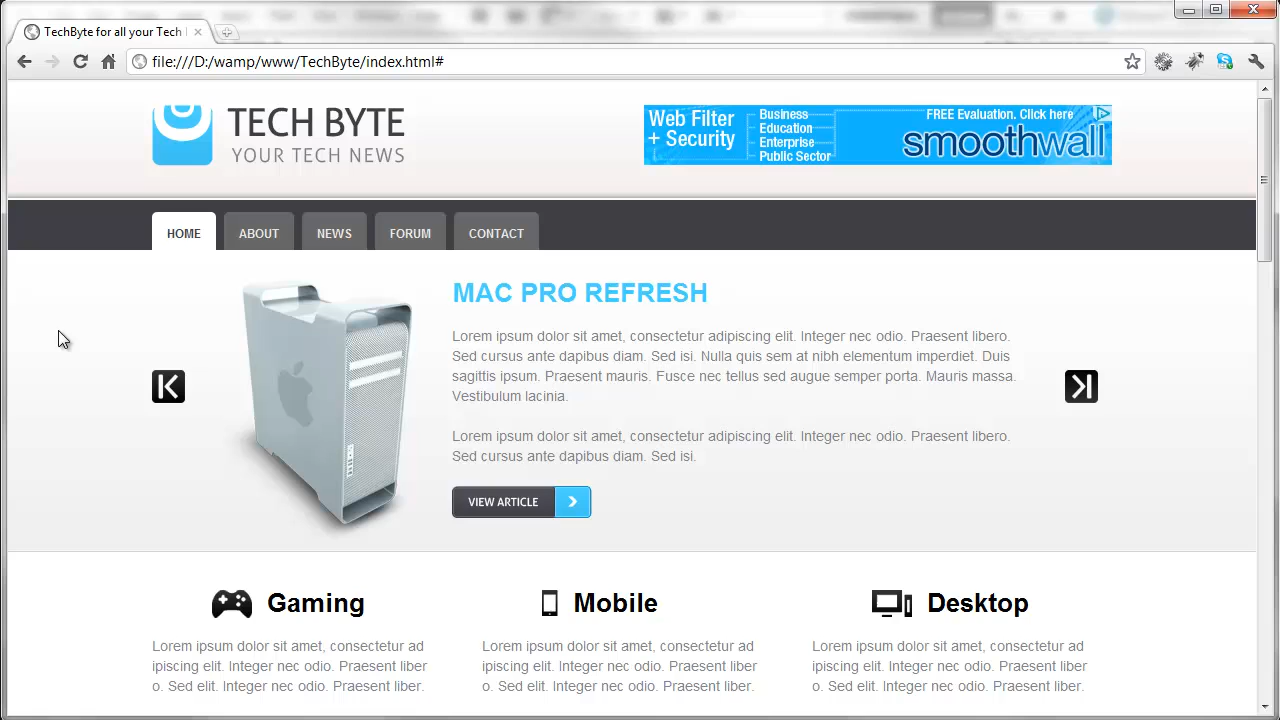 TechByte for all your Tech
file:///D:/wamp/www/TechByte/index.html#
TECH BYTE
YOUR TECH NEWS
Web Filter
+ Security
Business
Education
Enterprise
Public Sector
FREE Evaluation. Click here
smoothwall
HOME
ABOUT
NEWS
FORUM
CONTACT
MAC PRO REFRESH
Lorem ipsum dolor sit amet, consectetur adipiscing elit. Integer nec odio. Praesent libero.
Sed cursus ante dapibus diam. Sed isi. Nulla quis sem at nibh elementum imperdiet. Duis
sagittis ipsum. Praesent mauris. Fusce nec tellus sed augue semper porta. Mauris massa.
Vestibulum lacinia.
Lorem ipsum dolor sit amet, consectetur adipiscing elit. Integer nec odio. Praesent libero.
Sed cursus ante dapibus diam. Sed isi.
VIEW ARTICLE
Gaming
Lorem ipsum dolor sit amet, consectetur ad
ipiscing elit. Integer nec odio. Praesent liber
o. Sed elit. Integer nec odio. Praesent liber.
Mobile
Lorem ipsum dolor sit amet, consectetur ad
ipiscing elit. Integer nec odio. Praesent liber
o. Sed elit. Integer nec odio. Praesent liber.
Desktop
Lorem ipsum dolor sit amet, consectetur ad
ipiscing elit. Integer nec odio. Praesent liber
o. Sed elit. Integer nec odio. Praesent liber.